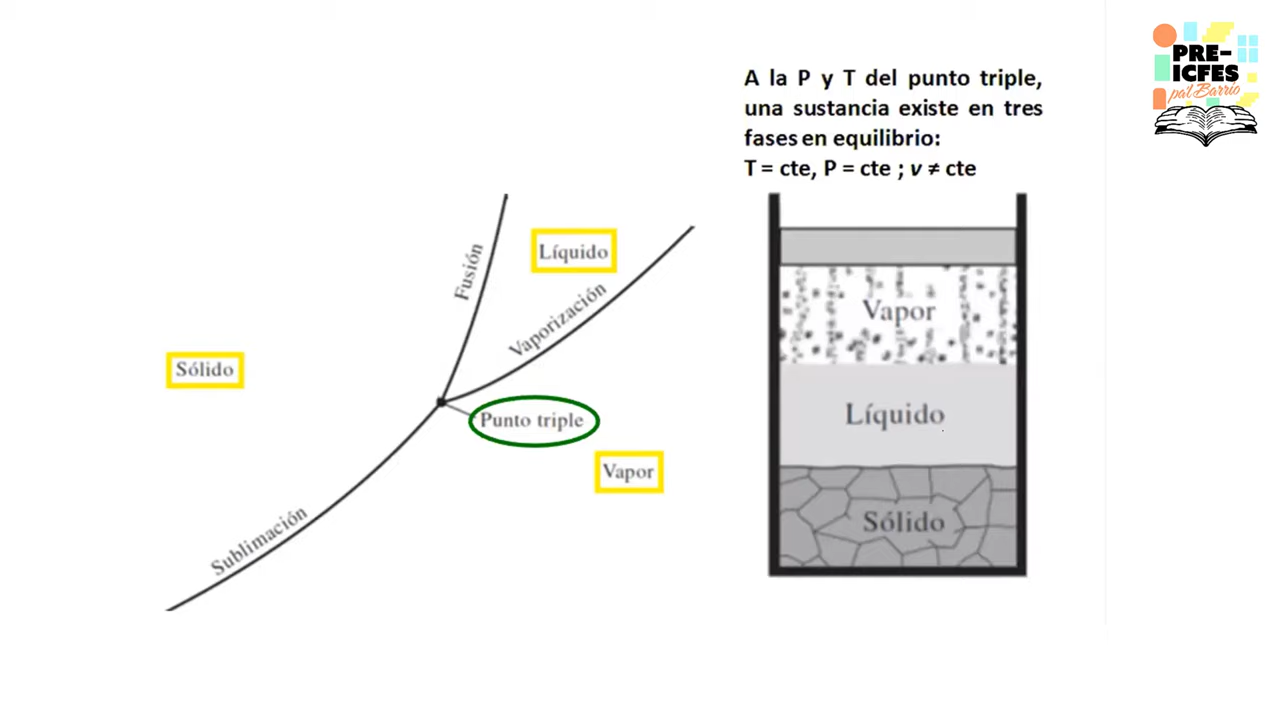 PRE-
ICFES
pa'l Barrio
A la P y T del punto triple,
una sustancia existe en tres
fases en equilibrio:
T = cte, P = cte ; v ≠ cte
Fusión
Líquido
Vaporización
Sólido
Punto triple
Vapor
Sublimación
Vapor
Líquido
Sólido